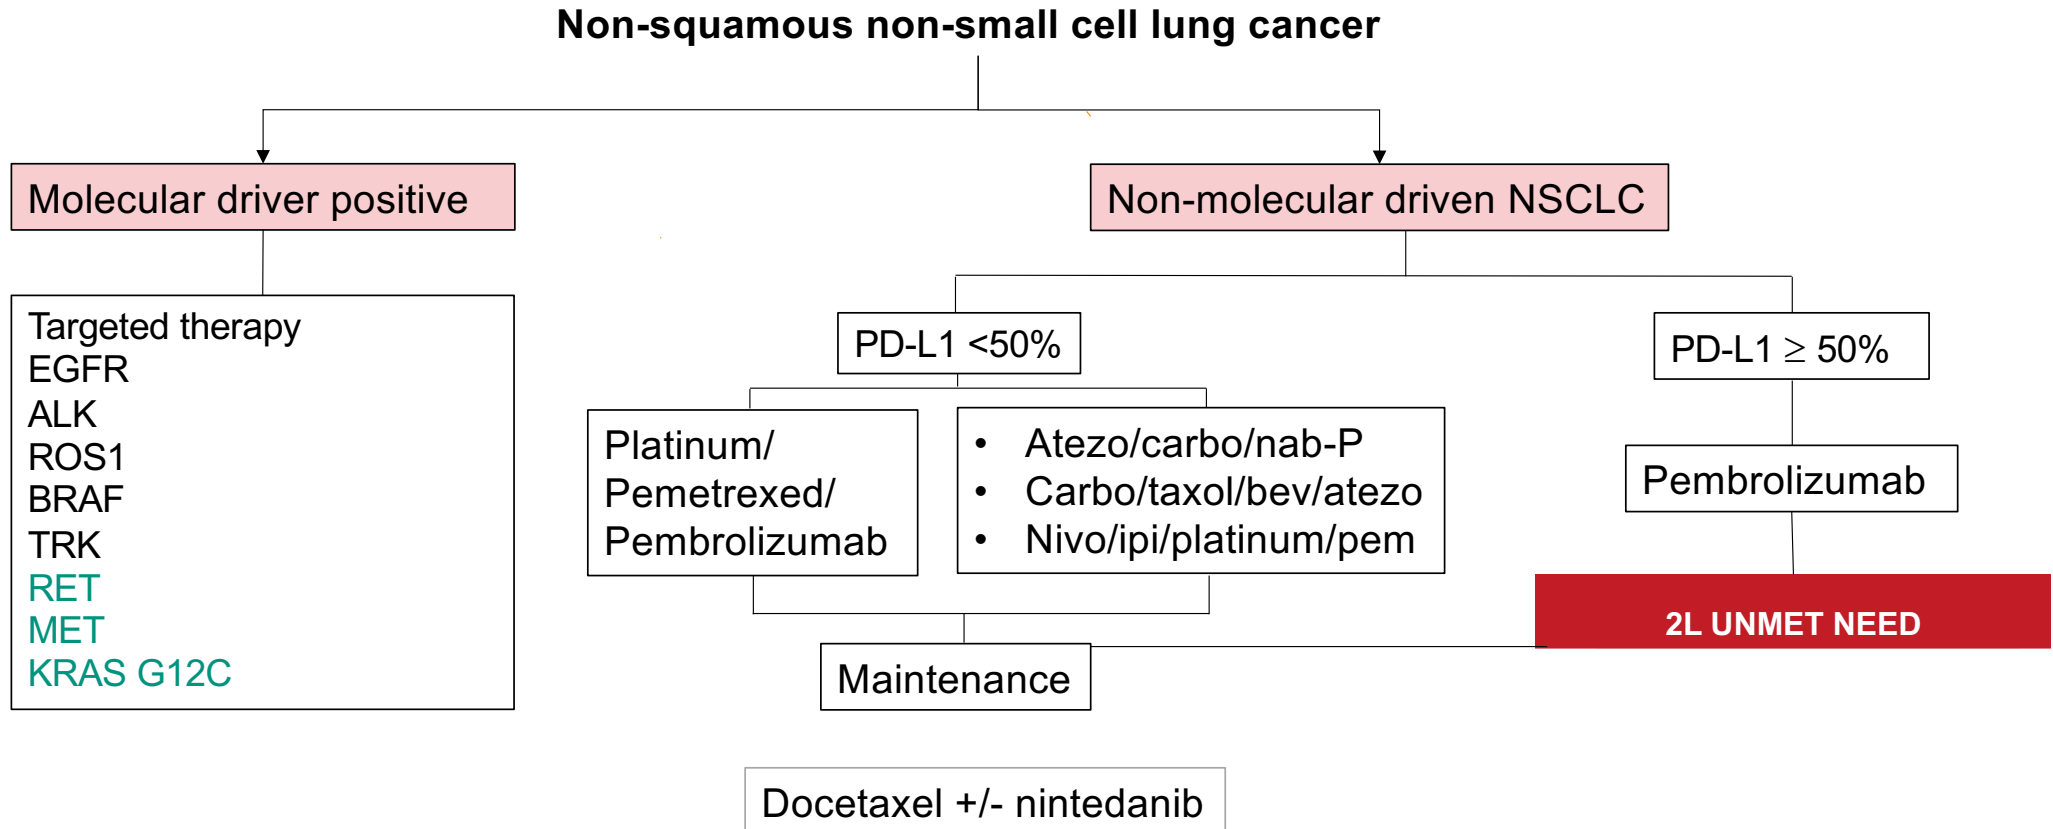 Non-squamous non-small cell lung cancer
Molecular driver positive
Non-molecular driven NSCLC
Targeted therapy
EGFR
ALK
ROS1
BRAF
TRK
RET
MET
KRAS G12C
PD-L1 <50%
PD-L1 ≥ 50%
Platinum/
Pemetrexed/
Pembrolizumab
• Atezo/carbo/nab-P
• Carbo/taxol/bev/atezo
• Nivo/ipi/platinum/pem
Pembrolizumab
2L UNMET NEED
Maintenance
Docetaxel +/- nintedanib